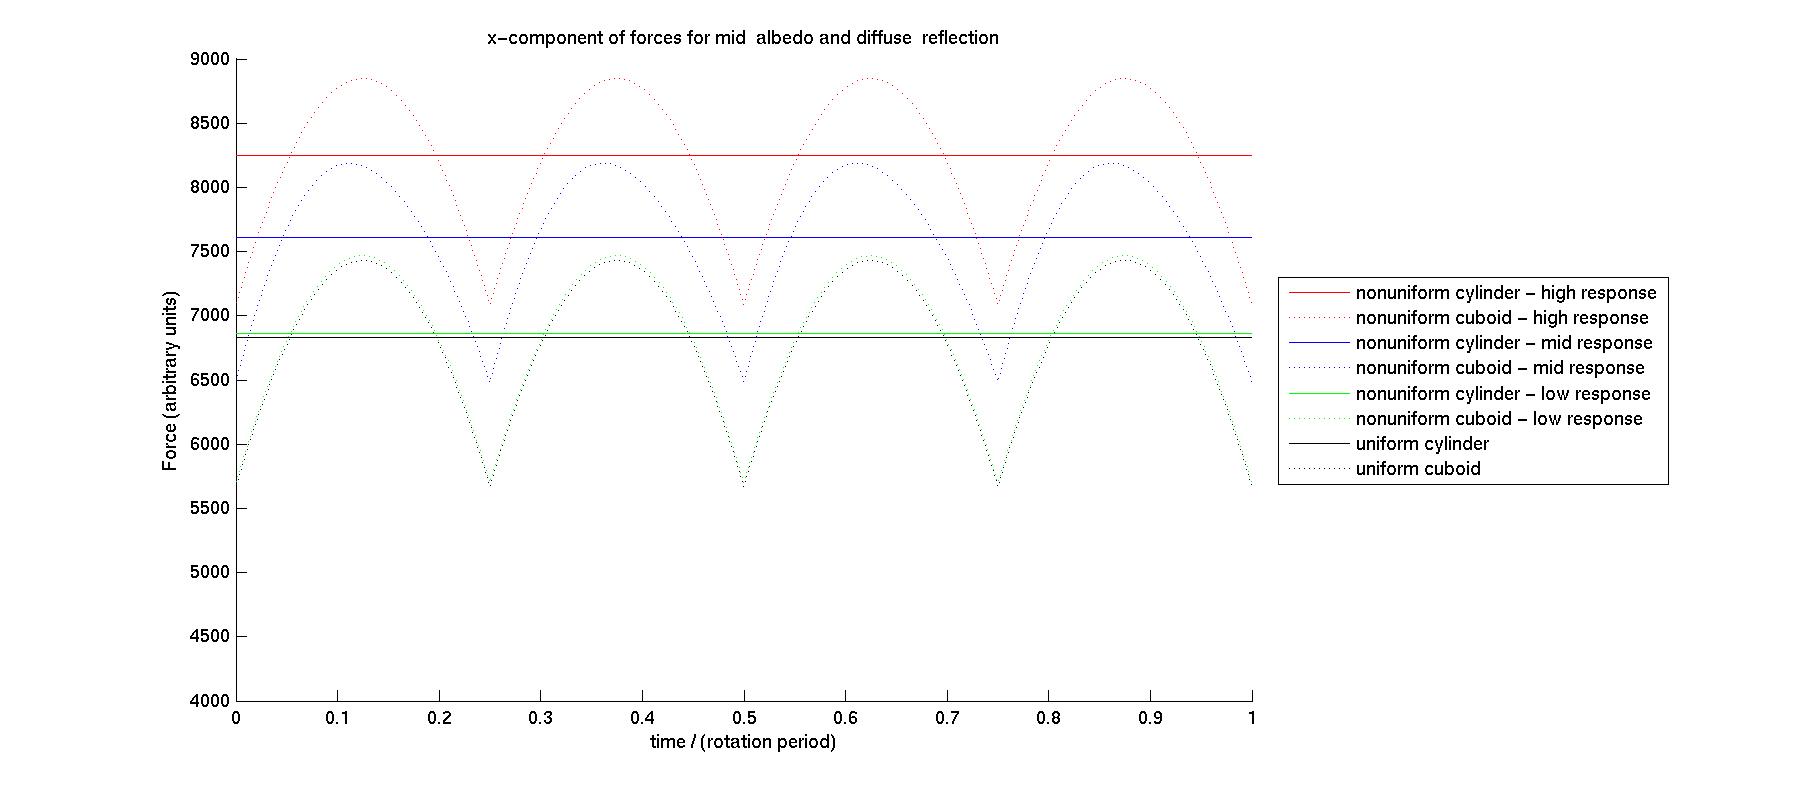 x−component of forces for mid  albedo and diffuse  reflection
9000
8500
8000
7500
7000
6500
6000
5500
5000
4500
4000
Force (arbitrary units)
0 0.1 0.2 0.3 0.4 0.5 0.6 0.7 0.8 0.9 1
time / (rotation period)
nonuniform cylinder − high response
nonuniform cuboid − high response
nonuniform cylinder − mid response
nonuniform cuboid − mid response
nonuniform cylinder − low response
nonuniform cuboid − low response
uniform cylinder
uniform cuboid